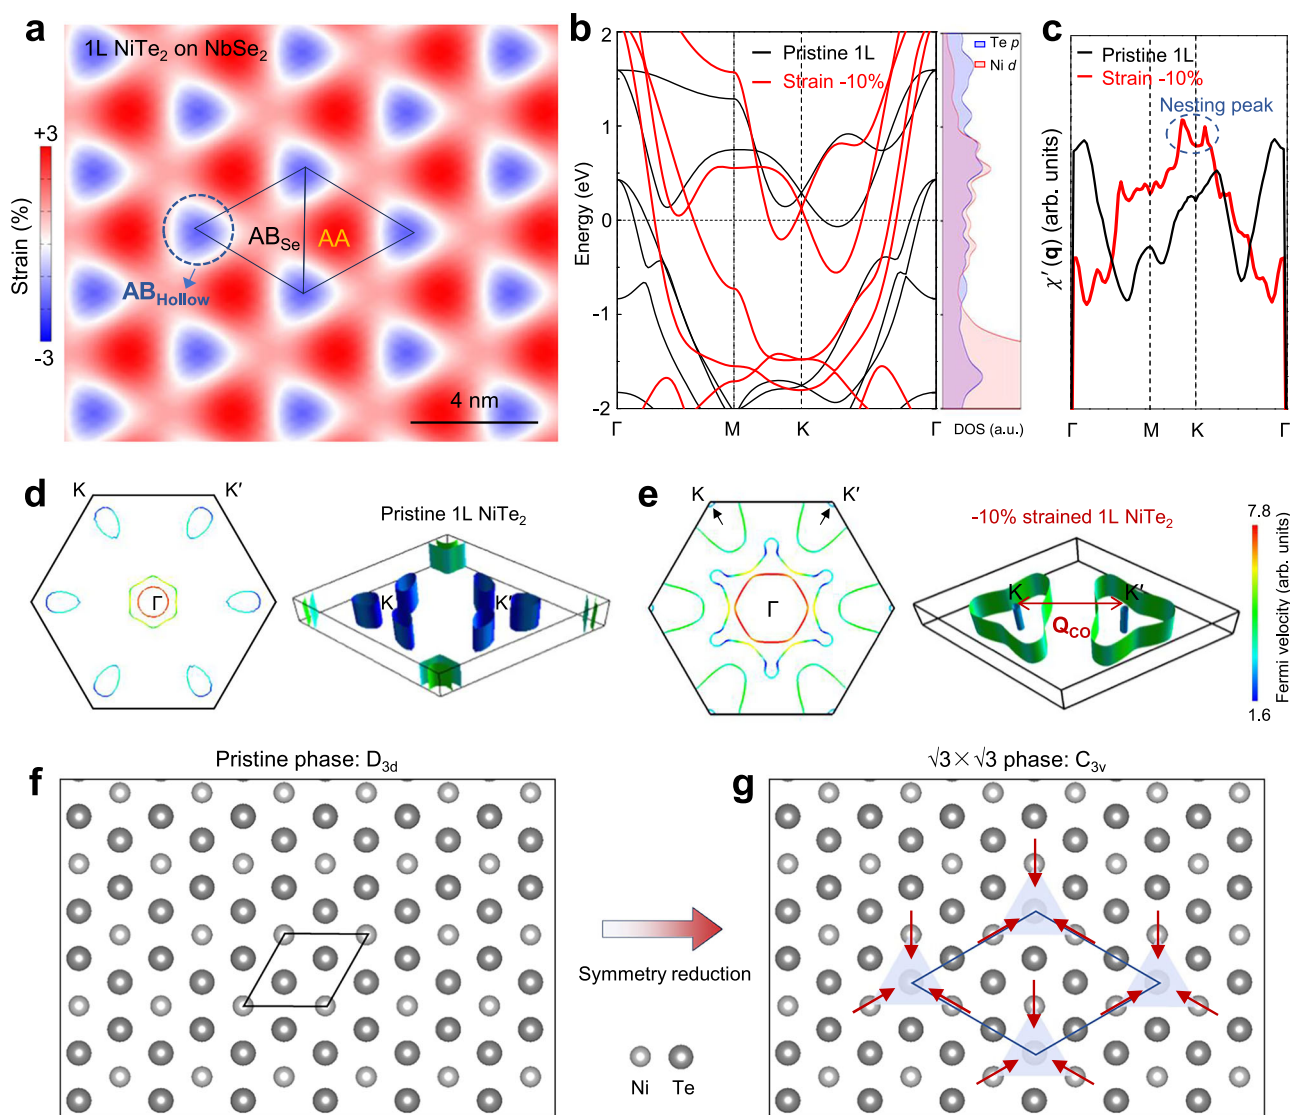 a
1L NiTe₂ on NbSe₂
+3
Strain (%)
-3
AB_Se
AA
AB_Hollow
4 nm
b
2
1
0
-1
-2
Energy (eV)
Pristine 1L
Strain -10%
Γ
M
K
Γ
Te p
Ni d
DOS (a.u.)
c
χ′ (q) (arb. units)
Pristine 1L
Strain -10%
Nesting peak
Γ
M
K
Γ
d
K
K′
Γ
Pristine 1L NiTe₂
K
K′
e
K
K′
Γ
-10% strained 1L NiTe₂
K
K′
Q_CO
7.8
Fermi velocity (arb. units)
1.6
f
Pristine phase: D₃d
Symmetry reduction
Ni
Te
g
√3×√3 phase: C₃ᵥ